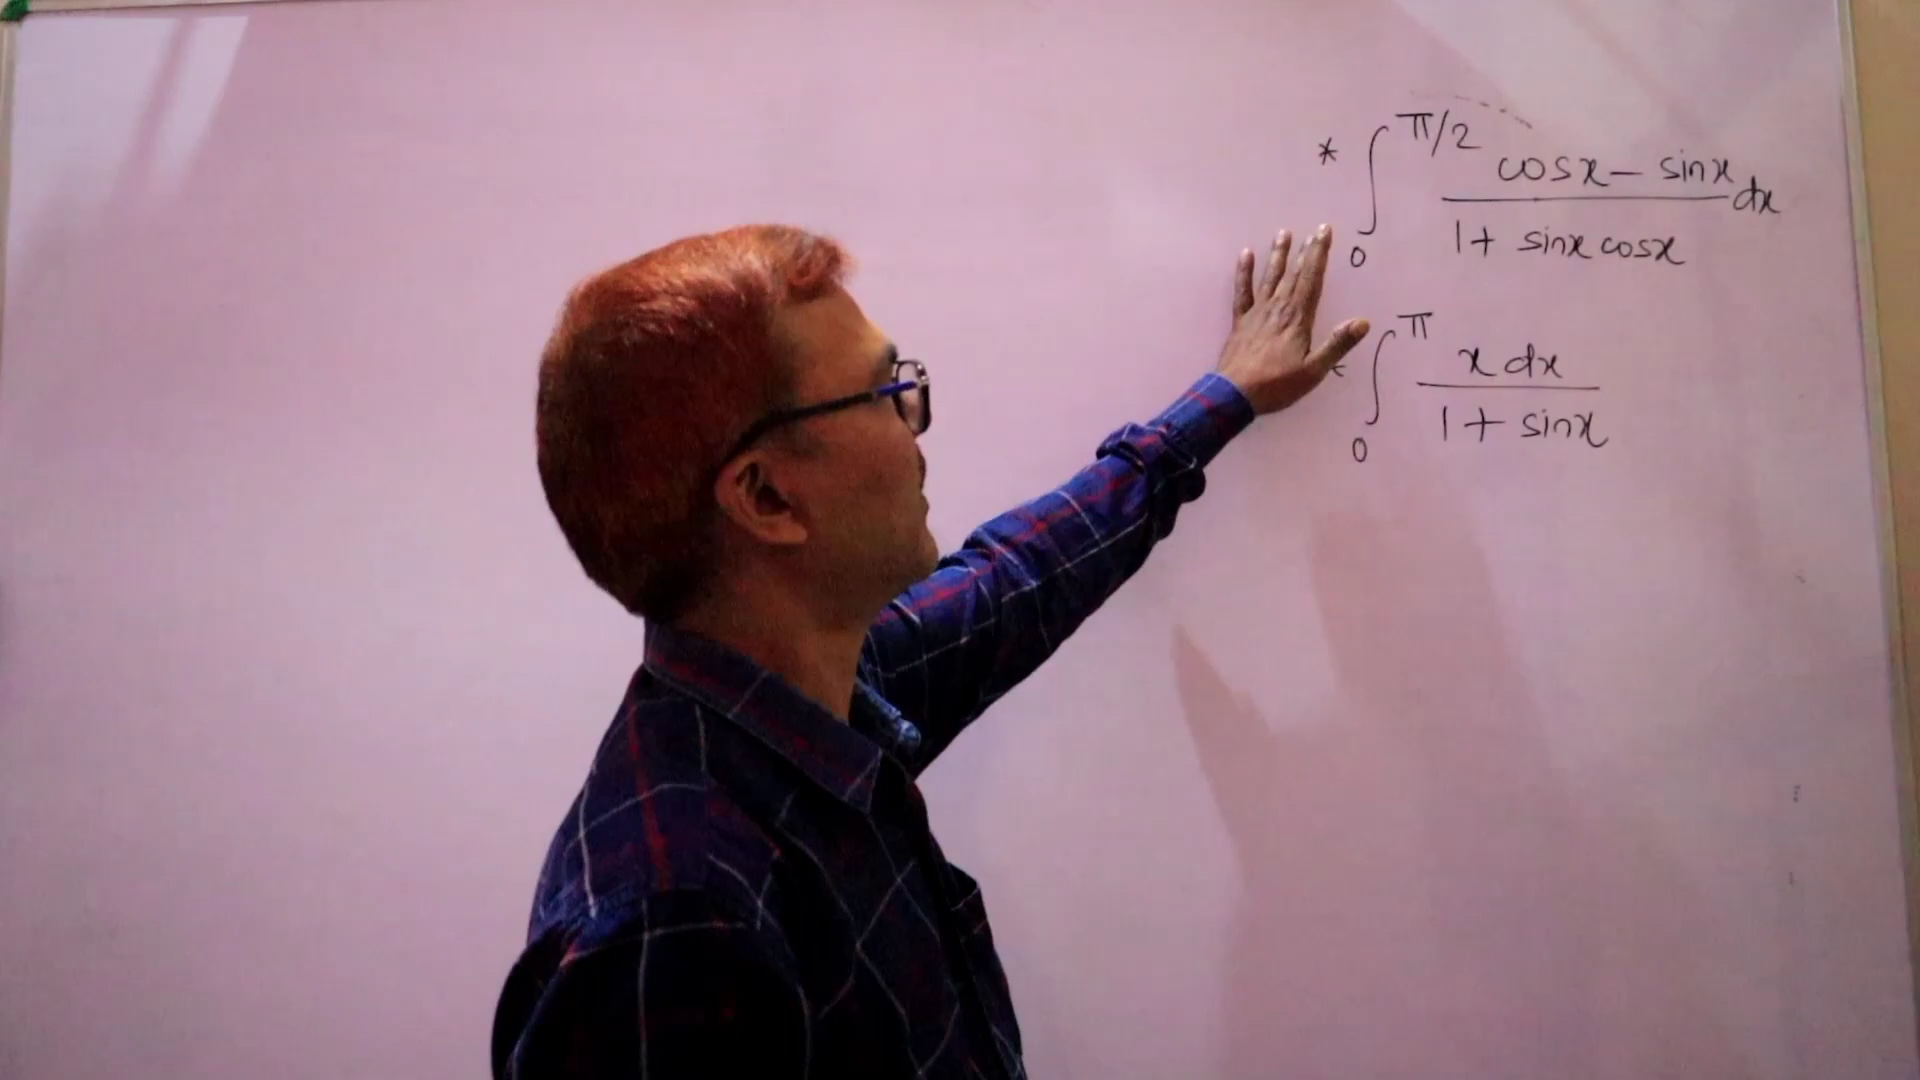 * ∫₀^π/2 (cosx − sinx)/(1 + sinx cosx) dx
* ∫₀^π (x dx)/(1 + sinx)